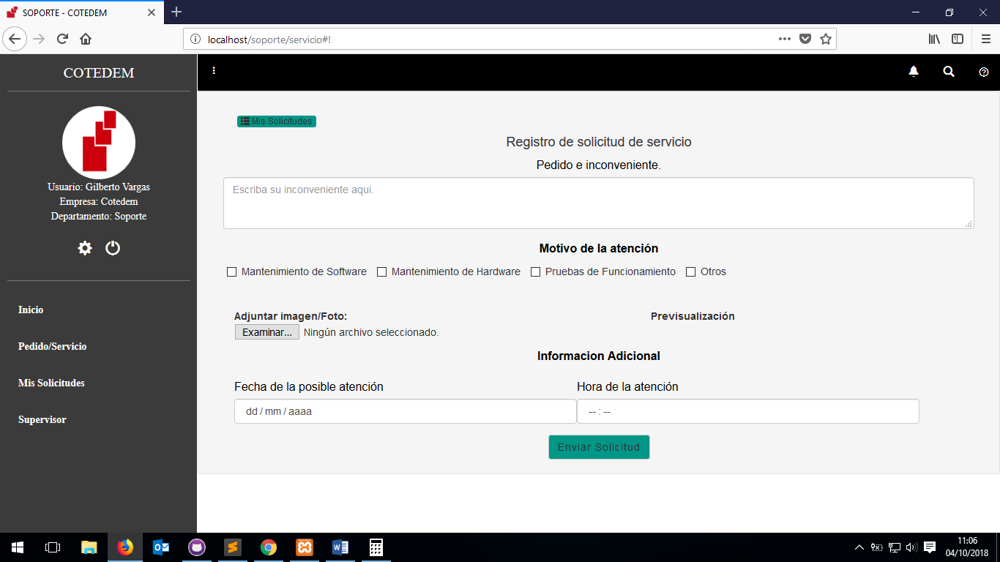 SOPORTE - COTEDEM
localhost/soporte/servicio#!
COTEDEM
Usuario: Gilberto Vargas
Empresa: Cotedem
Departamento: Soporte
Inicio
Pedido/Servicio
Mis Solicitudes
Supervisor
Mis Solicitudes
Registro de solicitud de servicio
Pedido e inconveniente.
Escriba su inconveniente aqui.
Motivo de la atención
Mantenimiento de Software Mantenimiento de Hardware Pruebas de Funcionamiento Otros
Adjuntar imagen/Foto: Previsualización
Examinar... Ningún archivo seleccionado.
Informacion Adicional
Fecha de la posible atención Hora de la atención
dd / mm / aaaa -- : --
Enviar Solicitud
11:06
04/10/2018